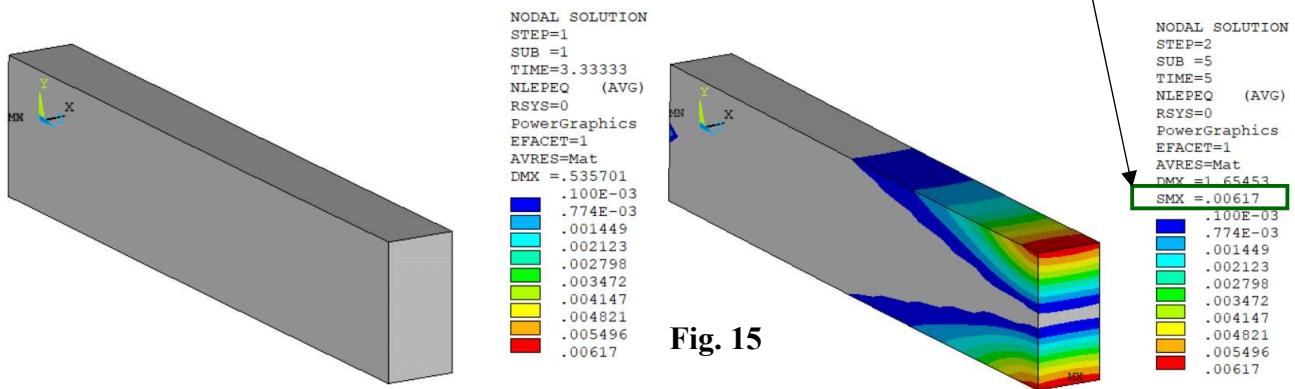 NODAL SOLUTION
STEP=1
SUB =1
TIME=3.33333
NLEPEQ (AVG)
RSYS=0
PowerGraphics
EFACET=1
AVRES=Mat
DMX =.535701
.100E-03
.774E-03
.001449
.002123
.002798
.003472
.004147
.004821
.005496
.00617
Y
X
MN
Fig. 15
Y
X
MN
MX
NODAL SOLUTION
STEP=2
SUB =5
TIME=5
NLEPEQ (AVG)
RSYS=0
PowerGraphics
EFACET=1
AVRES=Mat
DMX =1.65453
SMX =.00617
.100E-03
.774E-03
.001449
.002123
.002798
.003472
.004147
.004821
.005496
.00617